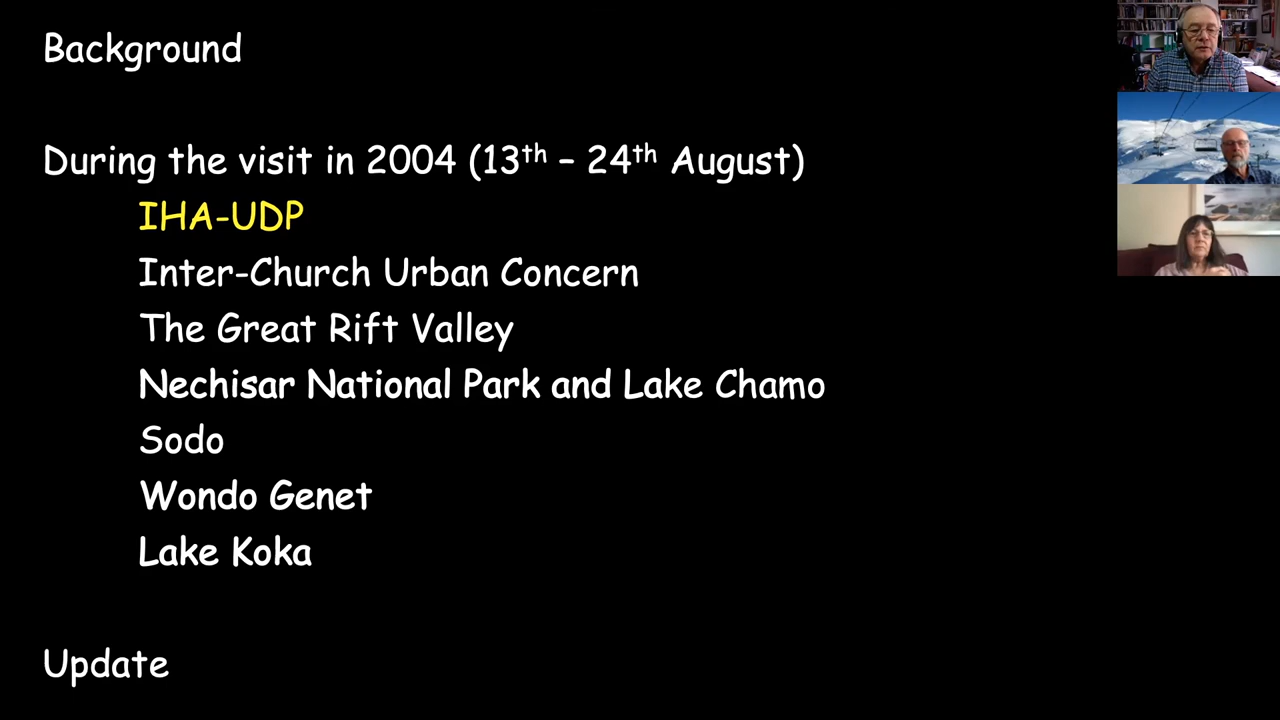 Background
During the visit in 2004 (13th – 24th August)
IHA-UDP
Inter-Church Urban Concern
The Great Rift Valley
Nechisar National Park and Lake Chamo
Sodo
Wondo Genet
Lake Koka
Update